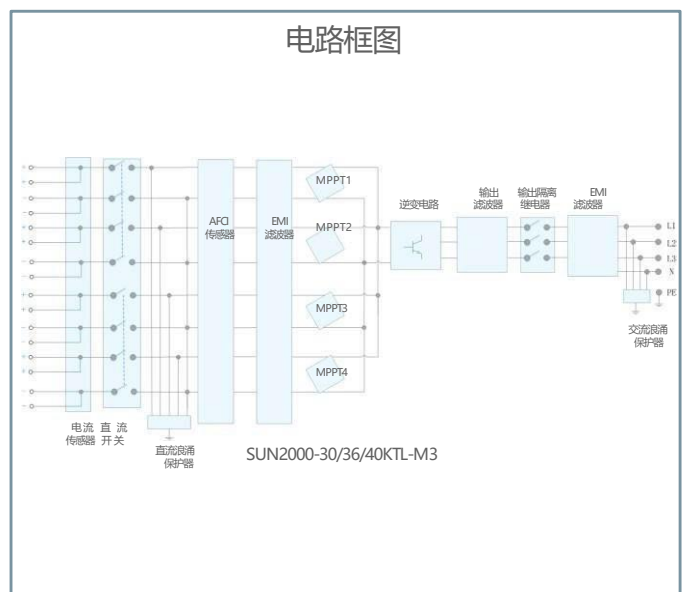 电路框图
MPPT1
MPPT2
MPPT3
MPPT4
AFCI
传感器
EMI
滤波器
逆变电路
输出
滤波器
输出隔离
继电器
EMI
滤波器
L1
L2
L3
N
PE
交流浪涌
保护器
电流
传感器
直 流
开关
直流浪涌
保护器
SUN2000-30/36/40KTL-M3